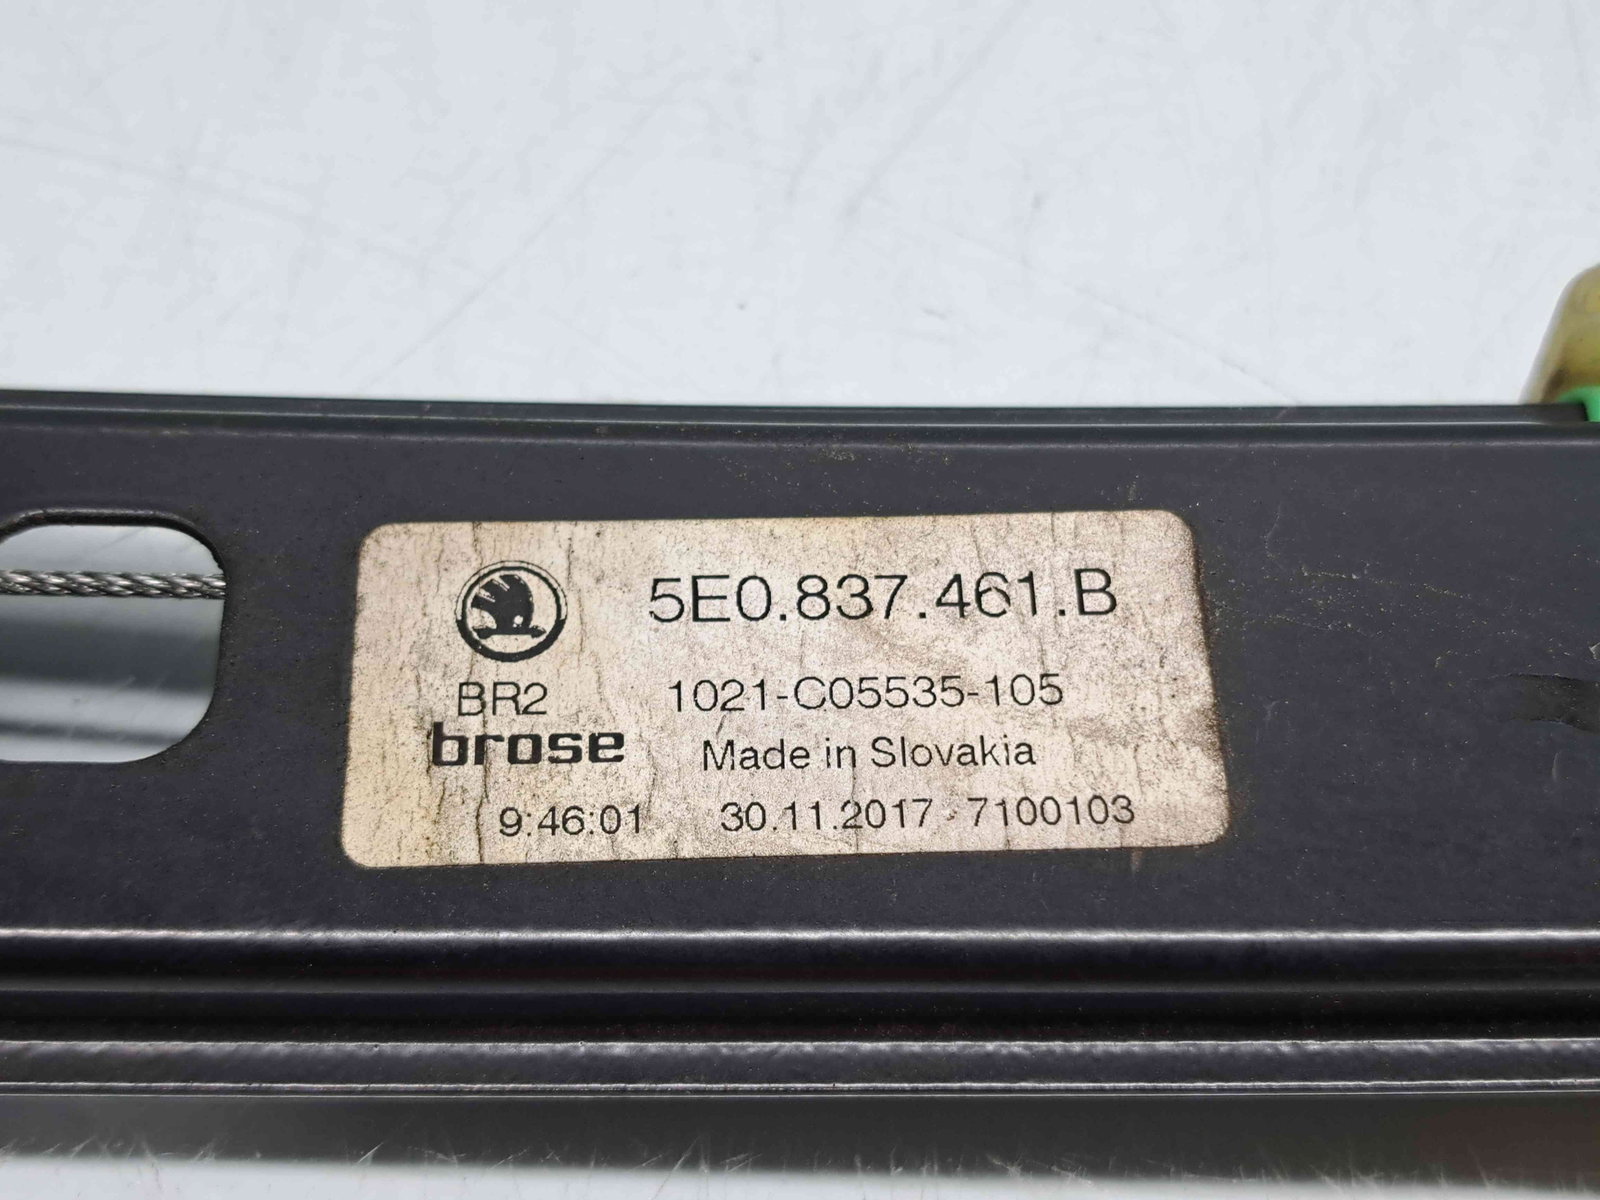 5E0.837.461.B
BR2 1021-C05535-105
brose Made in Slovakia
9:46:01 30.11.2017 7100103